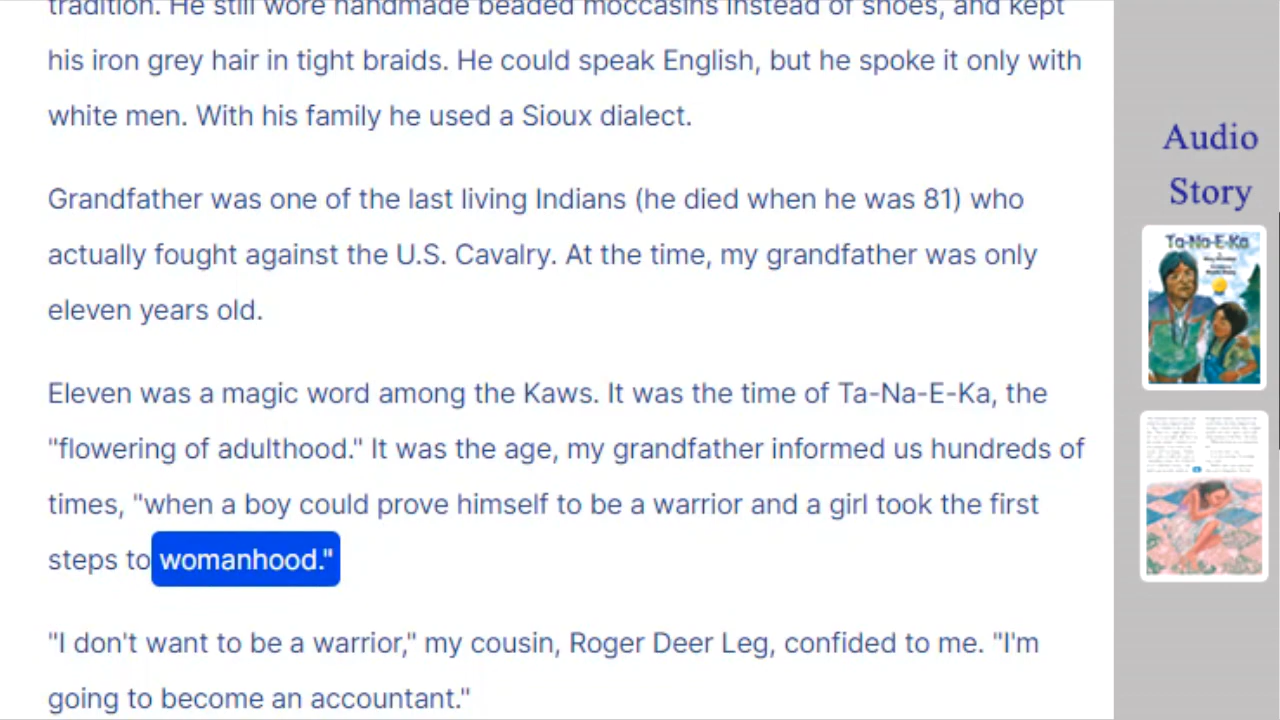 tradition. He still wore handmade beaded moccasins instead of shoes, and kept
his iron grey hair in tight braids. He could speak English, but he spoke it only with
white men. With his family he used a Sioux dialect.
Grandfather was one of the last living Indians (he died when he was 81) who
actually fought against the U.S. Cavalry. At the time, my grandfather was only
eleven years old.
Eleven was a magic word among the Kaws. It was the time of Ta-Na-E-Ka, the
"flowering of adulthood." It was the age, my grandfather informed us hundreds of
times, "when a boy could prove himself to be a warrior and a girl took the first
steps to womanhood."
"I don't want to be a warrior," my cousin, Roger Deer Leg, confided to me. "I'm
going to become an accountant."
Audio
Story
Ta-Na-E-Ka